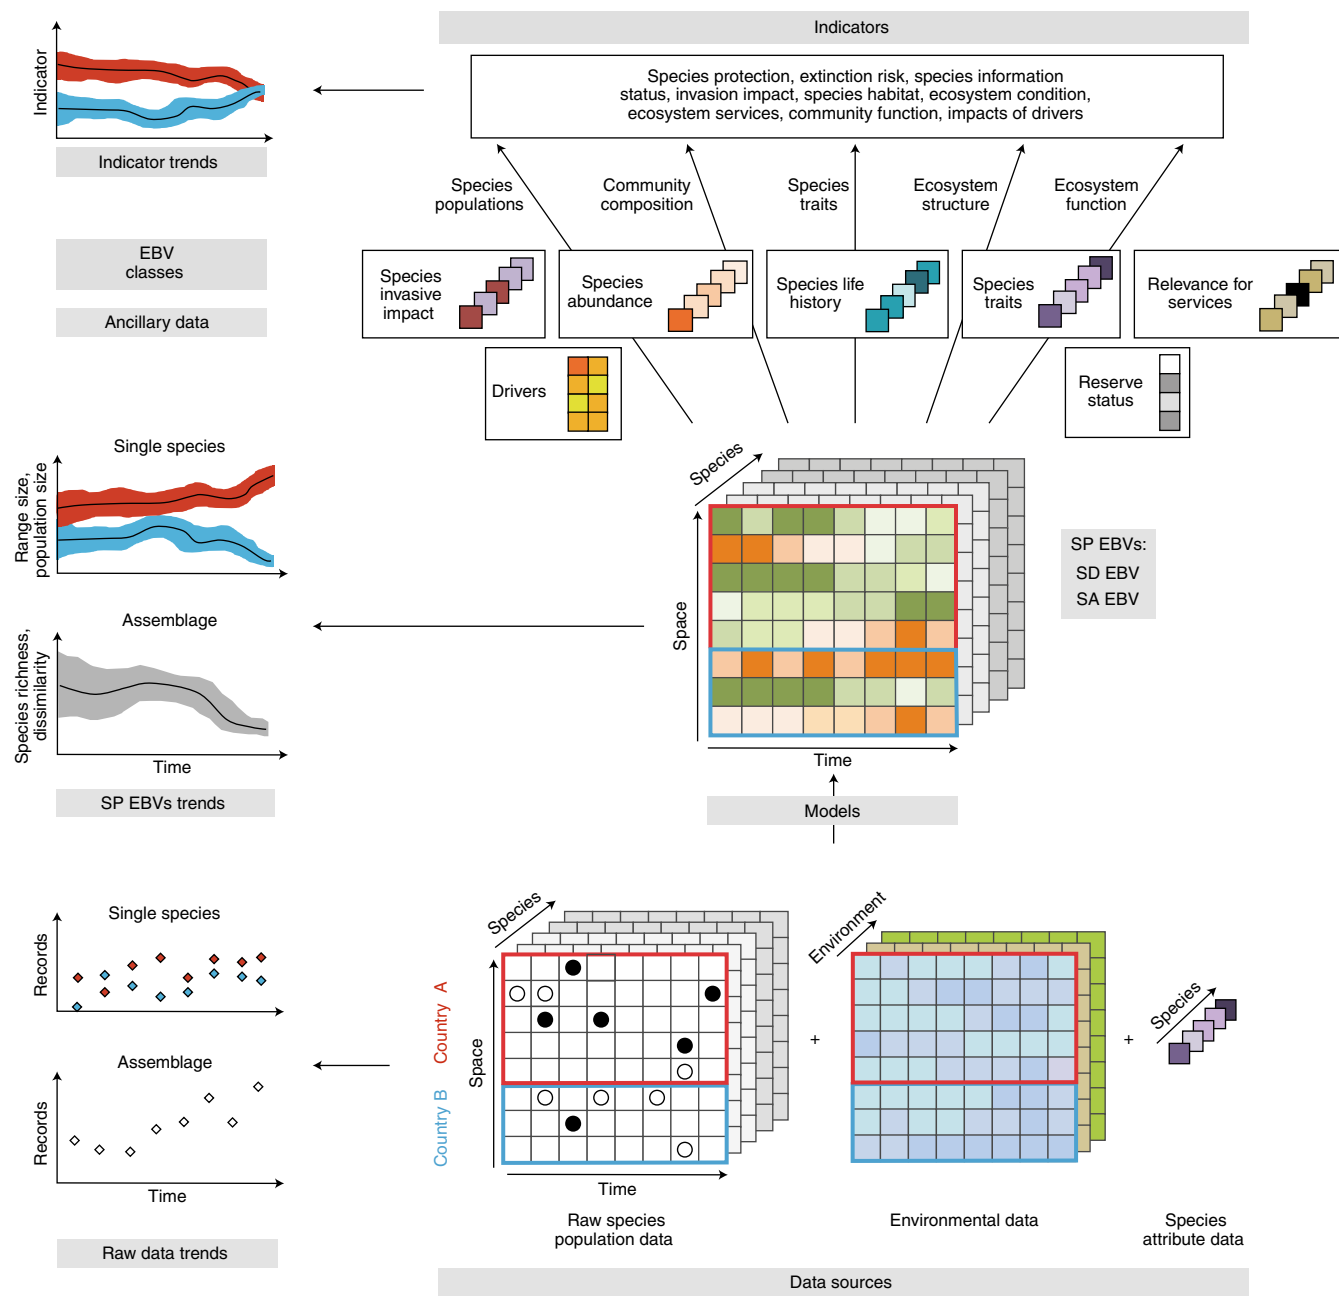 Indicators
Species protection, extinction risk, species information
status, invasion impact, species habitat, ecosystem condition,
ecosystem services, community function, impacts of drivers
Indicator
Indicator trends
Species
populations
Community
composition
Species
traits
Ecosystem
structure
Ecosystem
function
EBV
classes
Ancillary data
Species
invasive
impact
Species
abundance
Species life
history
Species
traits
Relevance for
services
Drivers
Reserve
status
Single species
Range size,
population size
Assemblage
Species richness,
dissimilarity
Time
SP EBVs trends
Species
Space
Time
SP EBVs:
SD EBV
SA EBV
Models
Single species
Records
Assemblage
Records
Time
Raw data trends
Country B Country A
Space
Species
Time
Raw species
population data
+
Environment
Environmental data
+
Species
Species
attribute data
Data sources